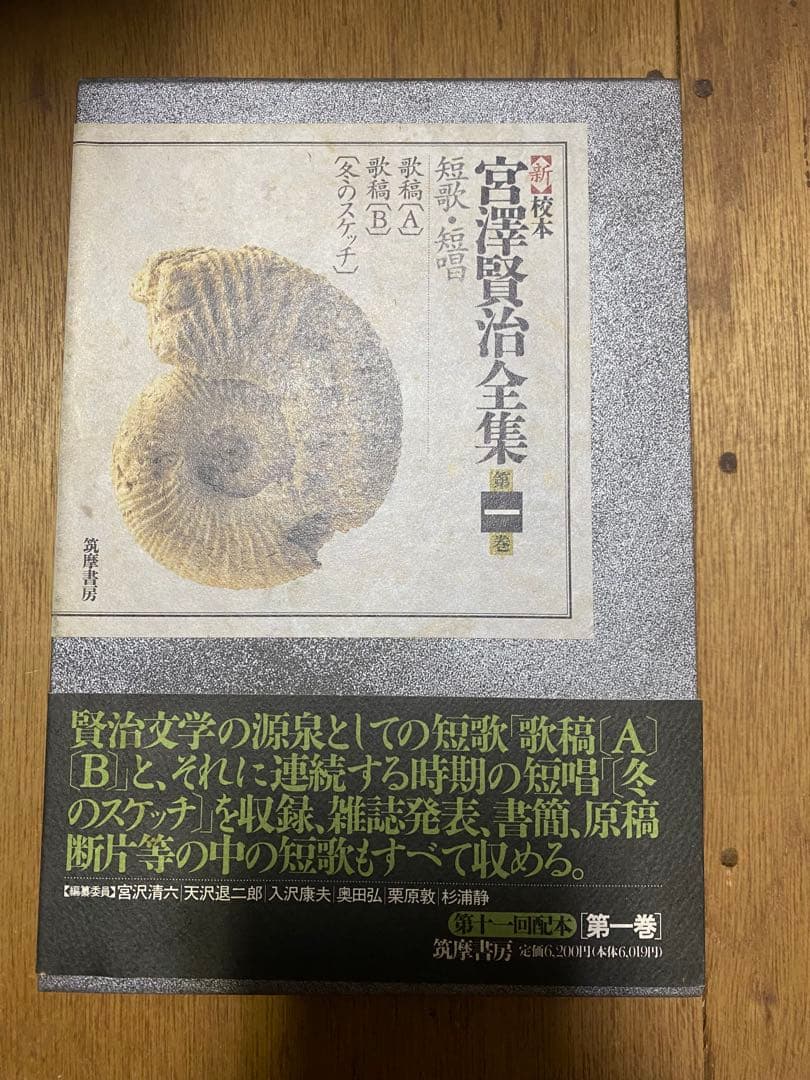 【新】校本
宮澤賢治全集
第一巻
短歌・短唱
歌稿〔A〕
歌稿〔B〕
〔冬のスケッチ〕
筑摩書房
賢治文学の源泉としての短歌「歌稿〔A〕
〔B〕」と、それに連続する時期の短唱「〔冬
のスケッチ〕」を収録、雑誌発表、書簡、原稿
断片等の中の短歌もすべて収める。
【編纂委員】宮沢清六|天沢退二郎|入沢康夫|奥田弘|栗原敦|杉浦静
第十一回配本[第一巻]
筑摩書房 定価6,200円(本体6,019円)